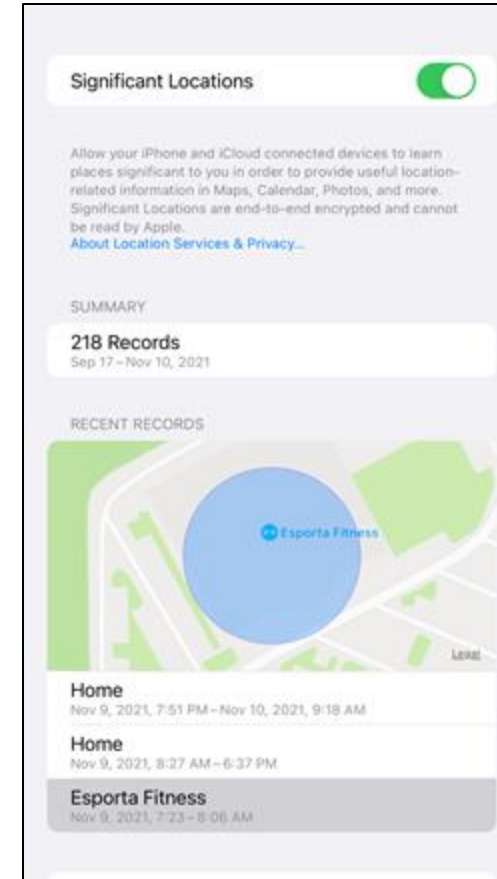 Significant Locations
Allow your iPhone and iCloud connected devices to learn
places significant to you in order to provide useful location-
related information in Maps, Calendar, Photos, and more.
Significant Locations are end-to-end encrypted and cannot
be read by Apple.
About Location Services & Privacy...
SUMMARY
218 Records
Sep 17–Nov 10, 2021
RECENT RECORDS
Esporta Fitness
Legal
Home
Nov 9, 2021, 7:51 PM–Nov 10, 2021, 9:18 AM
Home
Nov 9, 2021, 8:27 AM–6:37 PM
Esporta Fitness
Nov 9, 2021, 7:23–8:06 AM